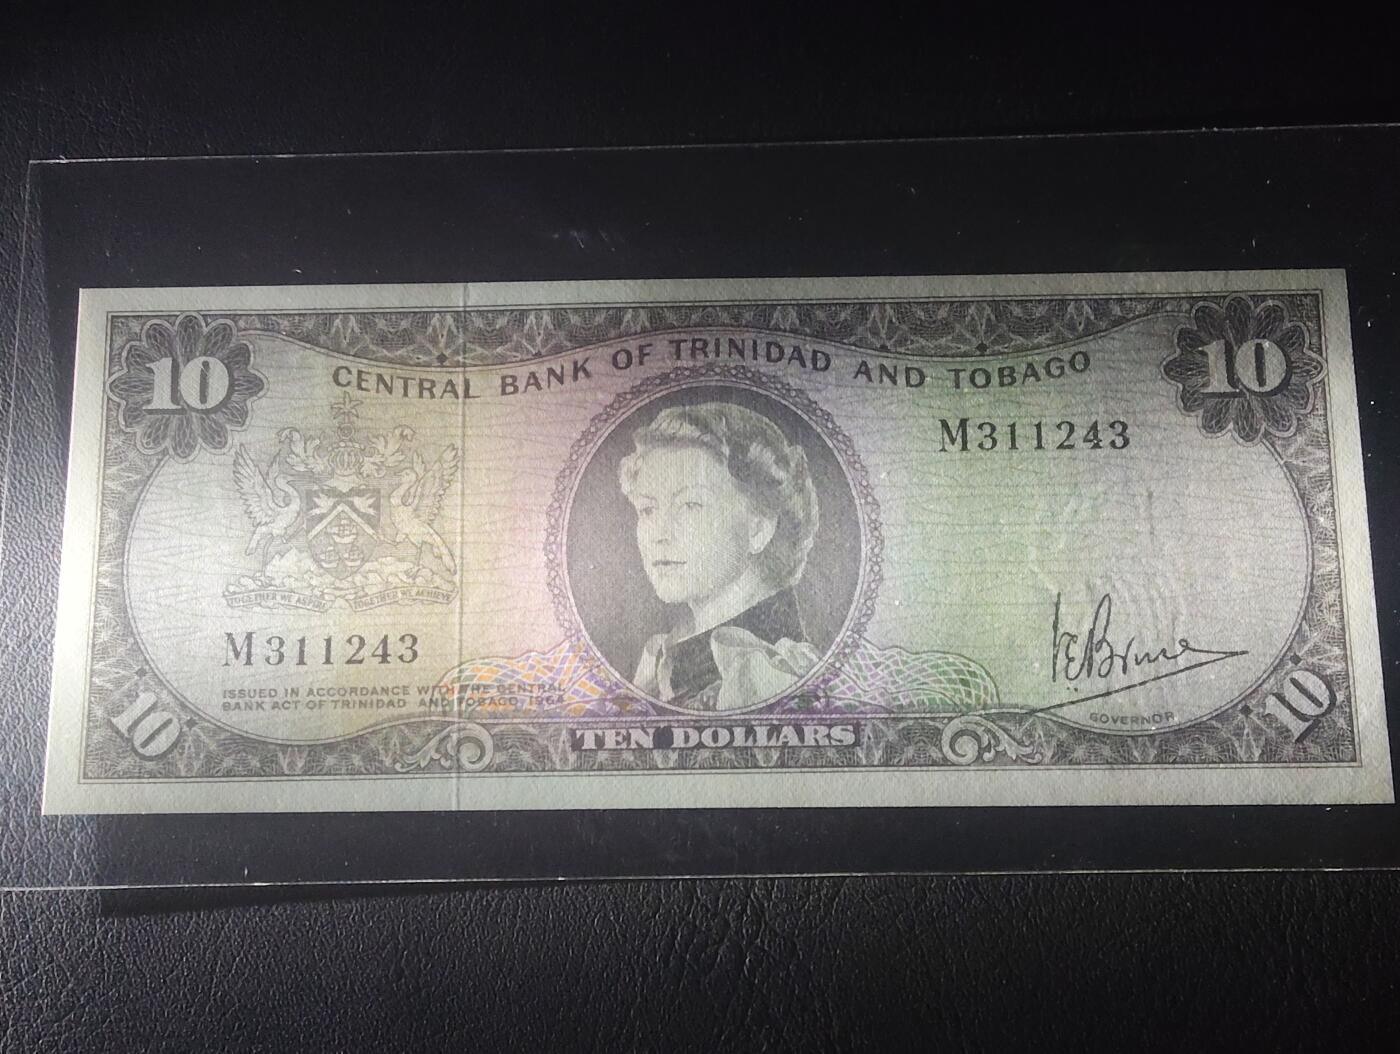 10
CENTRAL BANK OF TRINIDAD AND TOBAGO
10
M311243
TOGETHER WE ASPIRE
TOGETHER WE ACHIEVE
M311243
ISSUED IN ACCORDANCE WITH THE CENTRAL
BANK ACT OF TRINIDAD AND TOBAGO, 1964
VEBruce
GOVERNOR
10
TEN DOLLARS
10